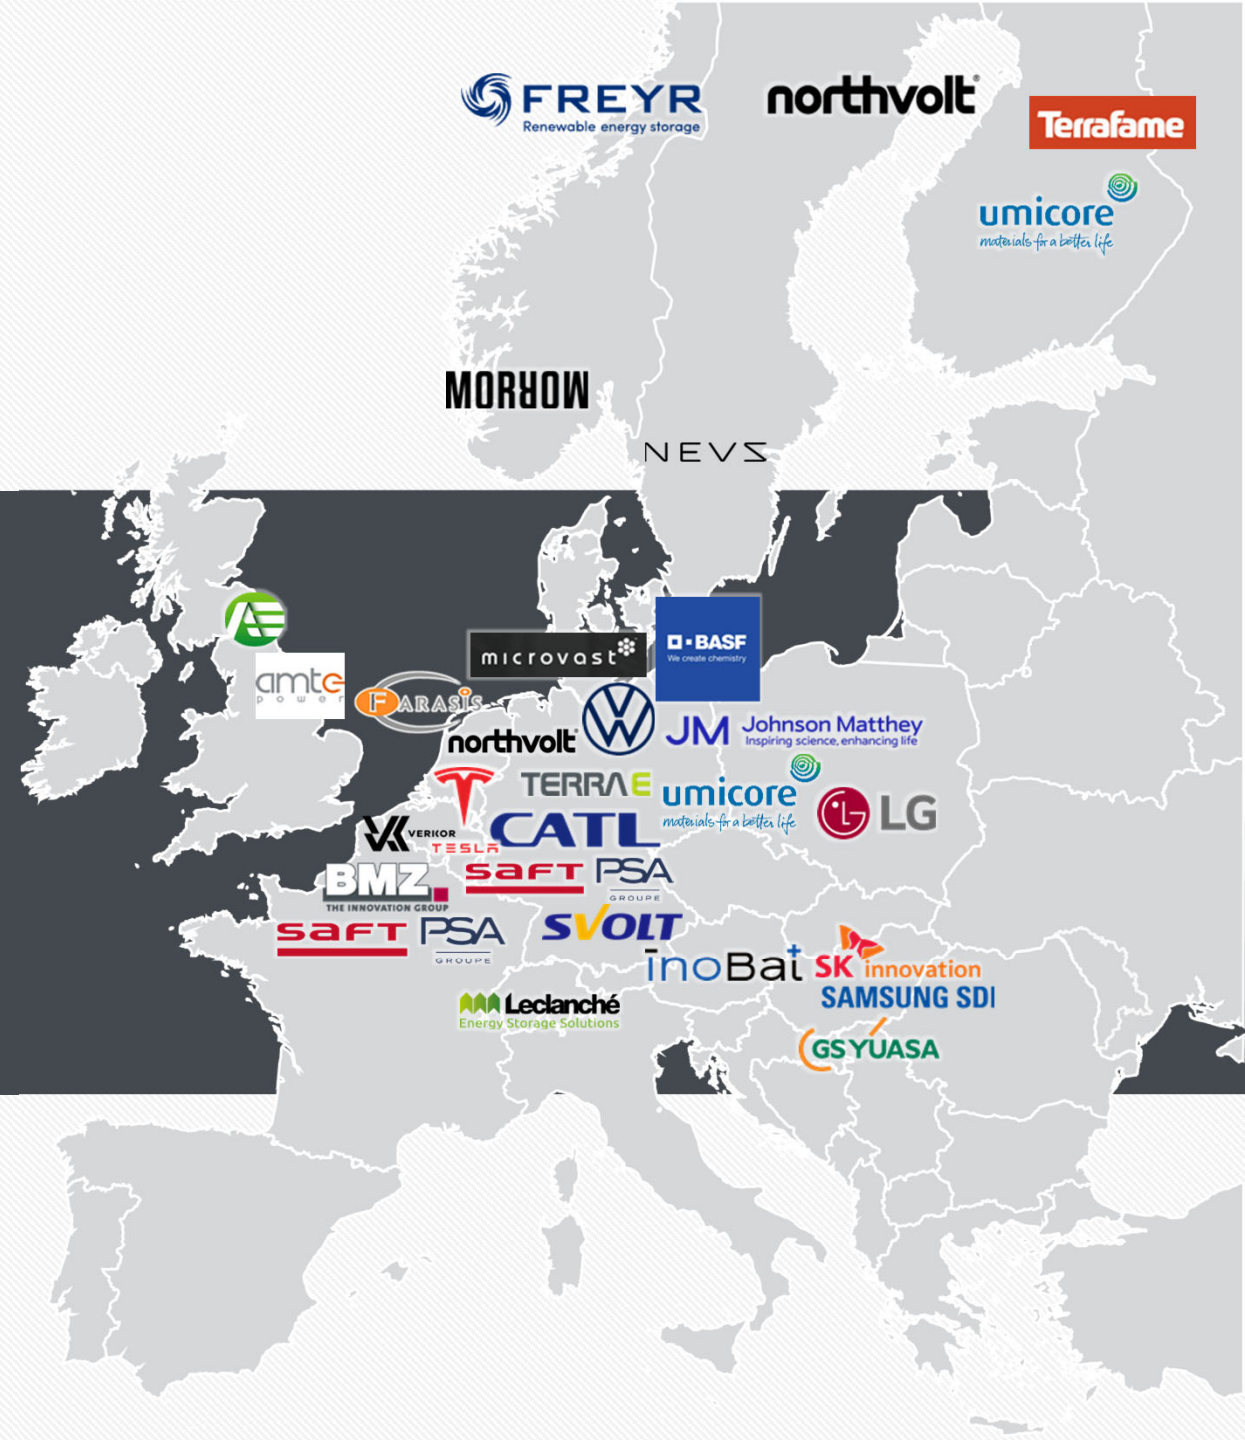 FREYR
Renewable energy storage
northvolt®
Terrafame
umicore
materials for a better life
MORROW
NEVS
AE
amte
power
microvast
BASF
We create chemistry
FARASIS
northvolt®
VW
JM Johnson Matthey
Inspiring science, enhancing life
TESLA
TERRA E
umicore
materials for a better life
LG
VERKOR
CATL
BMZ
THE INNOVATION GROUP
saft
PSA
GROUPE
saft
PSA
GROUPE
SVOLT
inoBat
SK innovation
SAMSUNG SDI
Leclanché
Energy Storage Solutions
GS YUASA